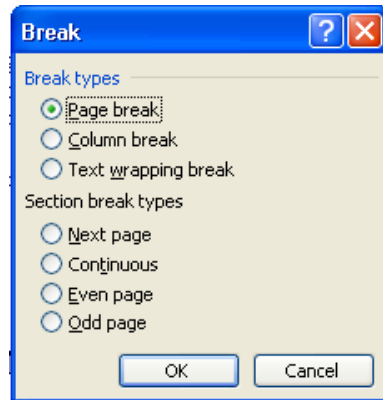 Break
Break types
Page break
Column break
Text wrapping break
Section break types
Next page
Continuous
Even page
Odd page
OK Cancel